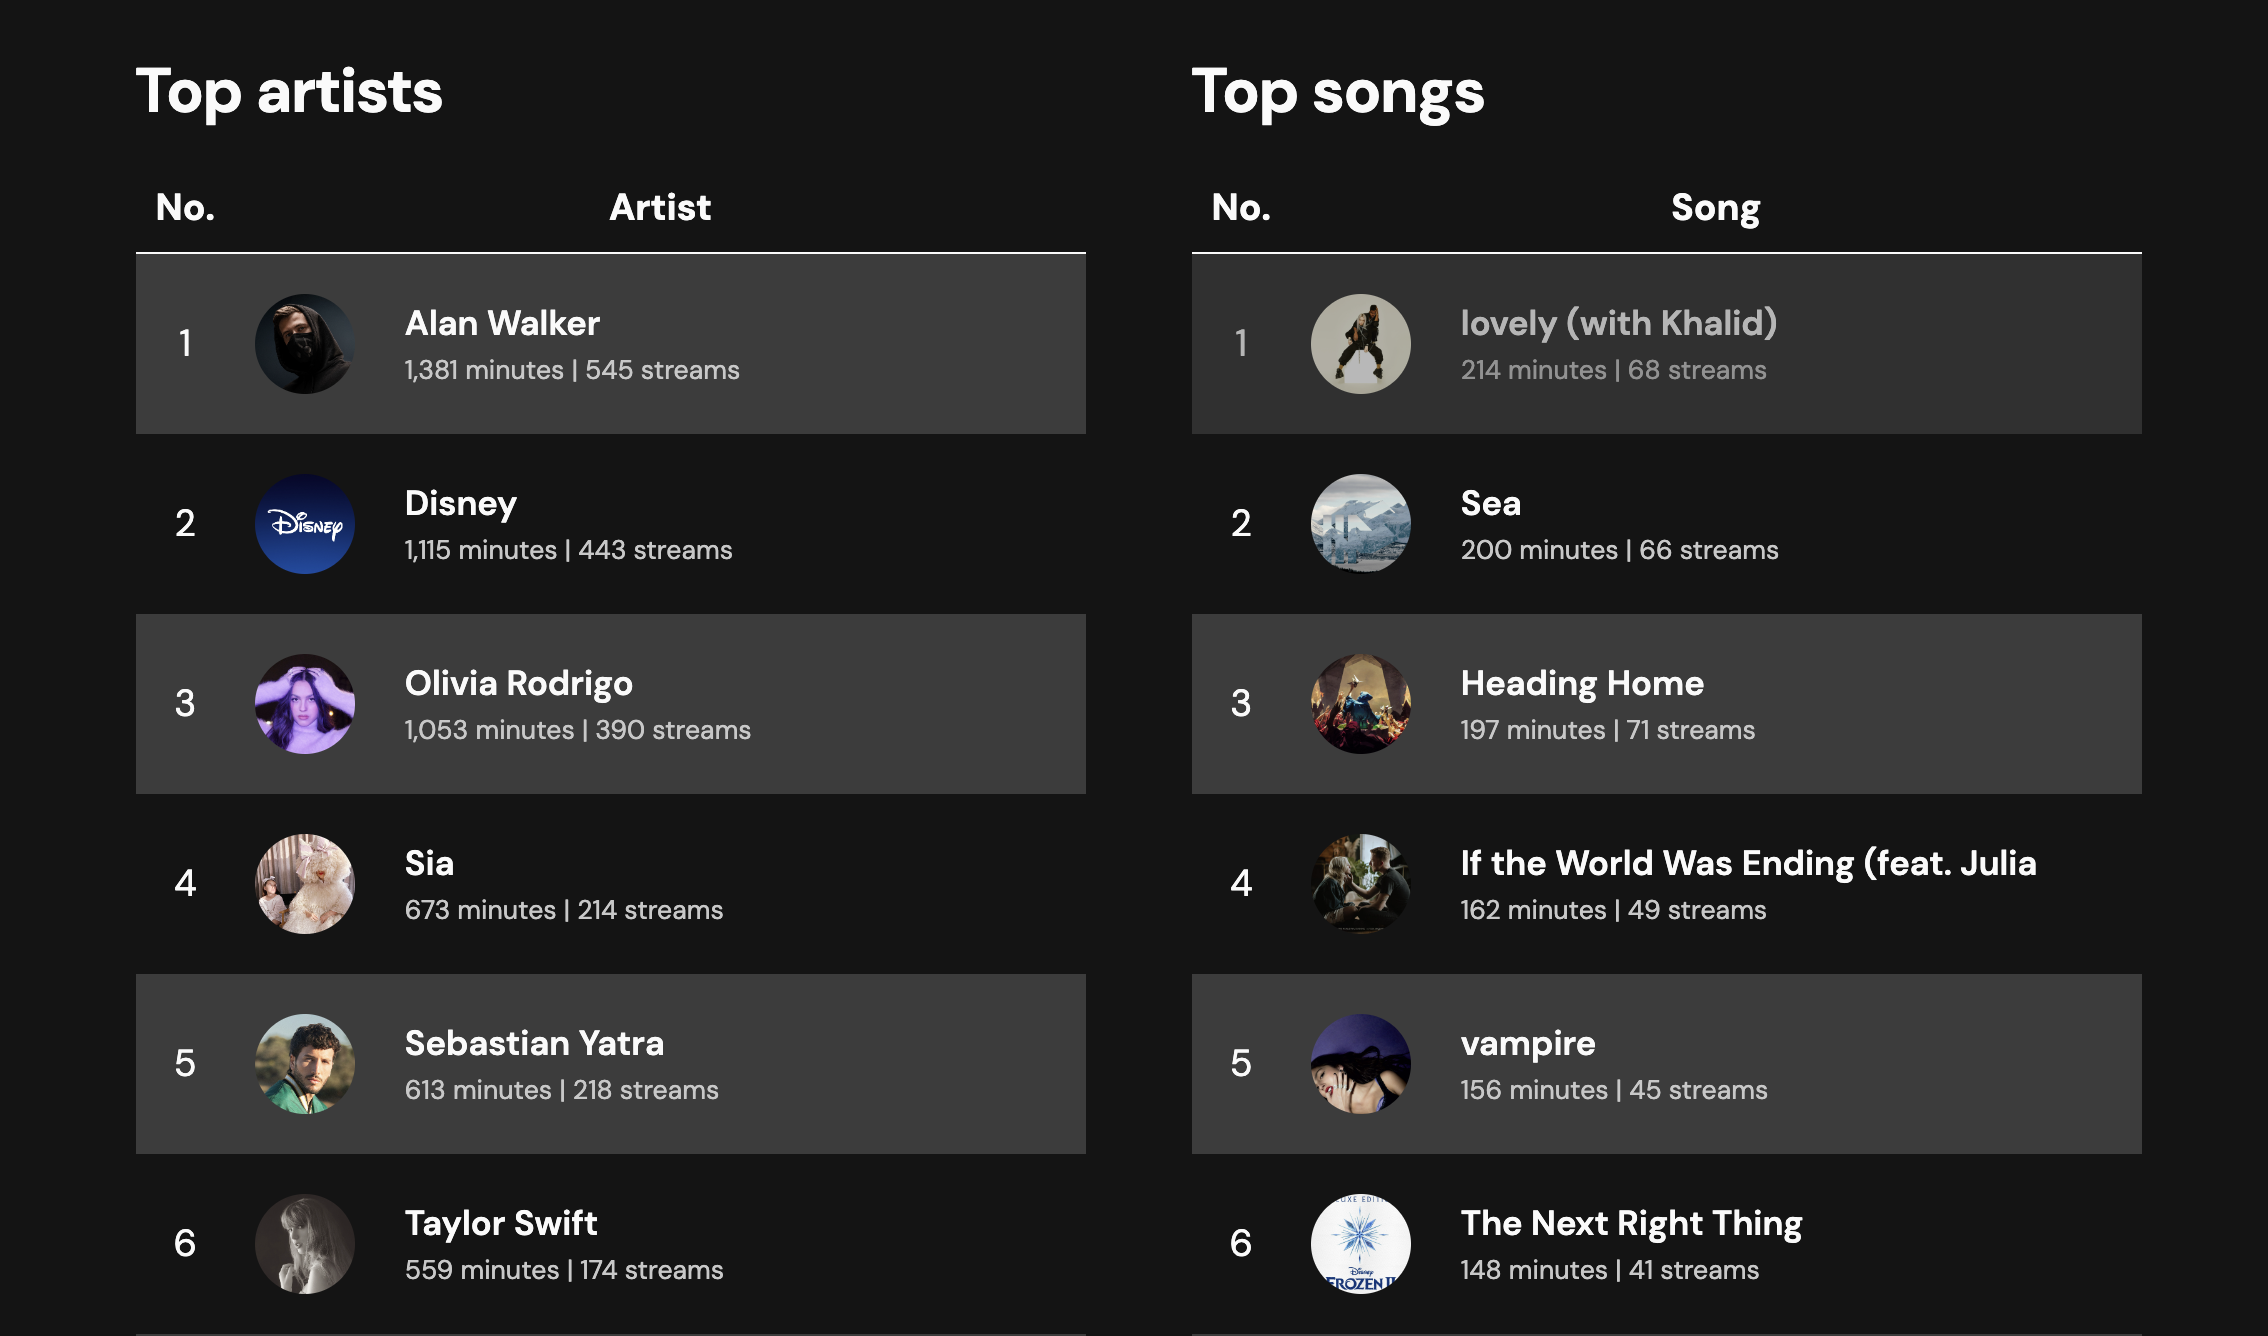 Top artists
No. Artist
1
Alan Walker
1,381 minutes | 545 streams
2
Disney
Disney
1,115 minutes | 443 streams
3
Olivia Rodrigo
1,053 minutes | 390 streams
4
Sia
673 minutes | 214 streams
5
Sebastian Yatra
613 minutes | 218 streams
6
Taylor Swift
559 minutes | 174 streams
Top songs
No. Song
1
lovely (with Khalid)
214 minutes | 68 streams
2
Sea
200 minutes | 66 streams
3
Heading Home
197 minutes | 71 streams
4
If the World Was Ending (feat. Julia
162 minutes | 49 streams
5
vampire
156 minutes | 45 streams
6
Disney
FROZEN II
The Next Right Thing
148 minutes | 41 streams